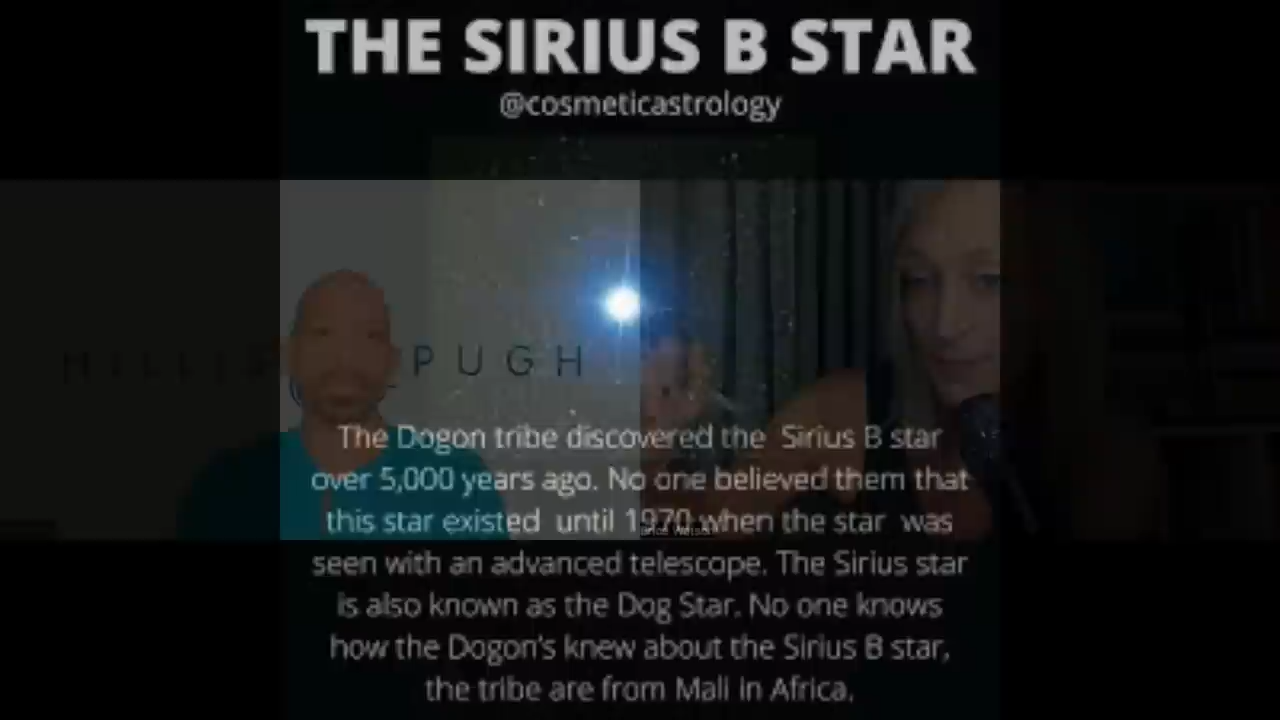 THE SIRIUS B STAR
@cosmeticastrology
PUGH
The Dogon tribe discovered the Sirius B star
over 5,000 years ago. No one believed them that
this star existed until 1970 when the star was
seen with an advanced telescope. The Sirius star
is also known as the Dog Star. No one knows
how the Dogon's knew about the Sirius B star,
the tribe are from Mali in Africa.